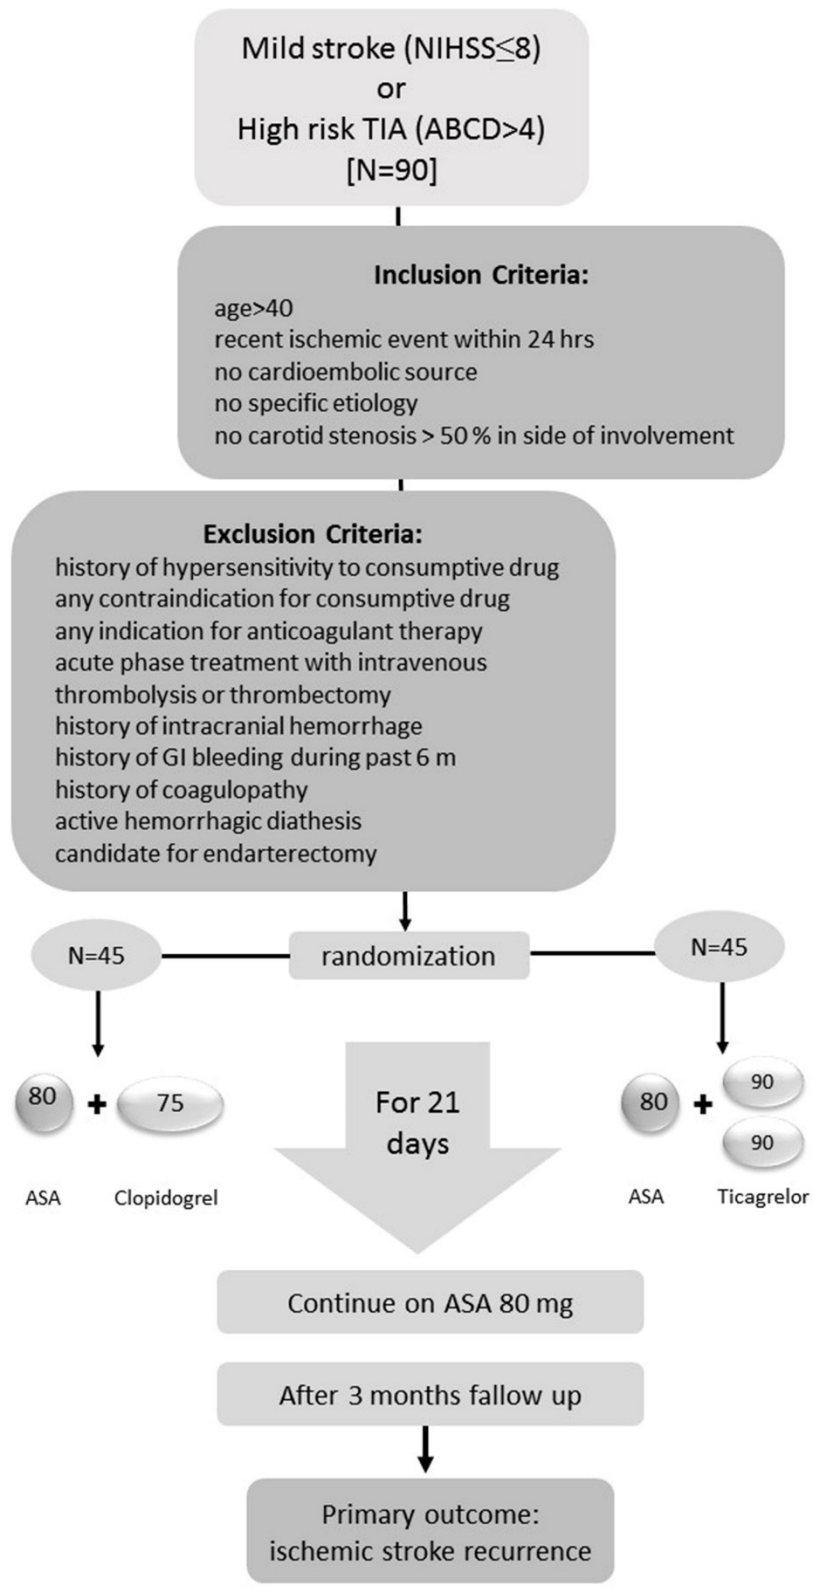 Mild stroke (NIHSS≤8)
or
High risk TIA (ABCD>4)
[N=90]
Inclusion Criteria:
age>40
recent ischemic event within 24 hrs
no cardioembolic source
no specific etiology
no carotid stenosis > 50 % in side of involvement
Exclusion Criteria:
history of hypersensitivity to consumptive drug
any contraindication for consumptive drug
any indication for anticoagulant therapy
acute phase treatment with intravenous
thrombolysis or thrombectomy
history of intracranial hemorrhage
history of GI bleeding during past 6 m
history of coagulopathy
active hemorrhagic diathesis
candidate for endarterectomy
N=45
randomization
N=45
80 + 75
ASA Clopidogrel
For 21
days
80 + 90
90
ASA Ticagrelor
Continue on ASA 80 mg
After 3 months fallow up
Primary outcome:
ischemic stroke recurrence